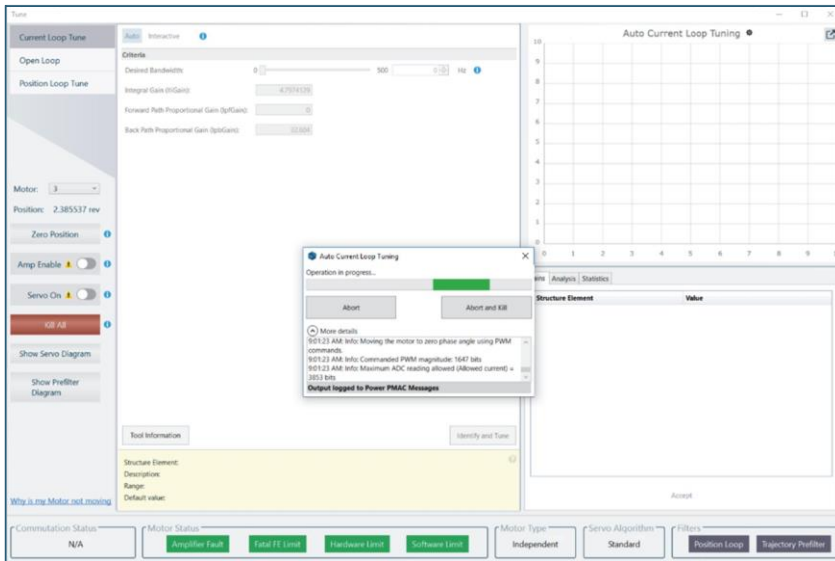 Tune
Current Loop Tune
Open Loop
Position Loop Tune
Motor: 3
Position: 2.385537 rev
Zero Position
Amp Enable
Servo On
Kill All
Show Servo Diagram
Show Prefilter
Diagram
Why is my Motor not moving
Auto Interactive
Criteria
Desired Bandwidth: 0 500 0 Hz
Integral Gain (IiGain):
Forward Path Proportional Gain (IpfGain): 0
Back Path Proportional Gain (IpbGain):
Tool Information
Identify and Tune
Structure Element:
Description:
Range:
Default value:
Auto Current Loop Tuning
10
9
8
7
6
5
4
3
2
1
0
0 1 2 3 4 5 6 7 8 9
Auto Current Loop Tuning
Operation in progress...
Abort Abort and Kill
More details
9:01:23 AM: Info: Moving the motor to zero phase angle using PWM
commands.
9:01:23 AM: Info: Commanded PWM magnitude: 1647 bits
9:01:23 AM: Info: Maximum ADC reading allowed (Allowed current) =
3853 bits
Output logged to Power PMAC Messages
Analysis Statistics
Structure Element Value
Accept
Commutation Status
N/A
Motor Status
Amplifier Fault Fatal FE Limit Hardware Limit Software Limit
Motor Type
Independent
Servo Algorithm
Standard
Filters
Position Loop Trajectory Prefilter